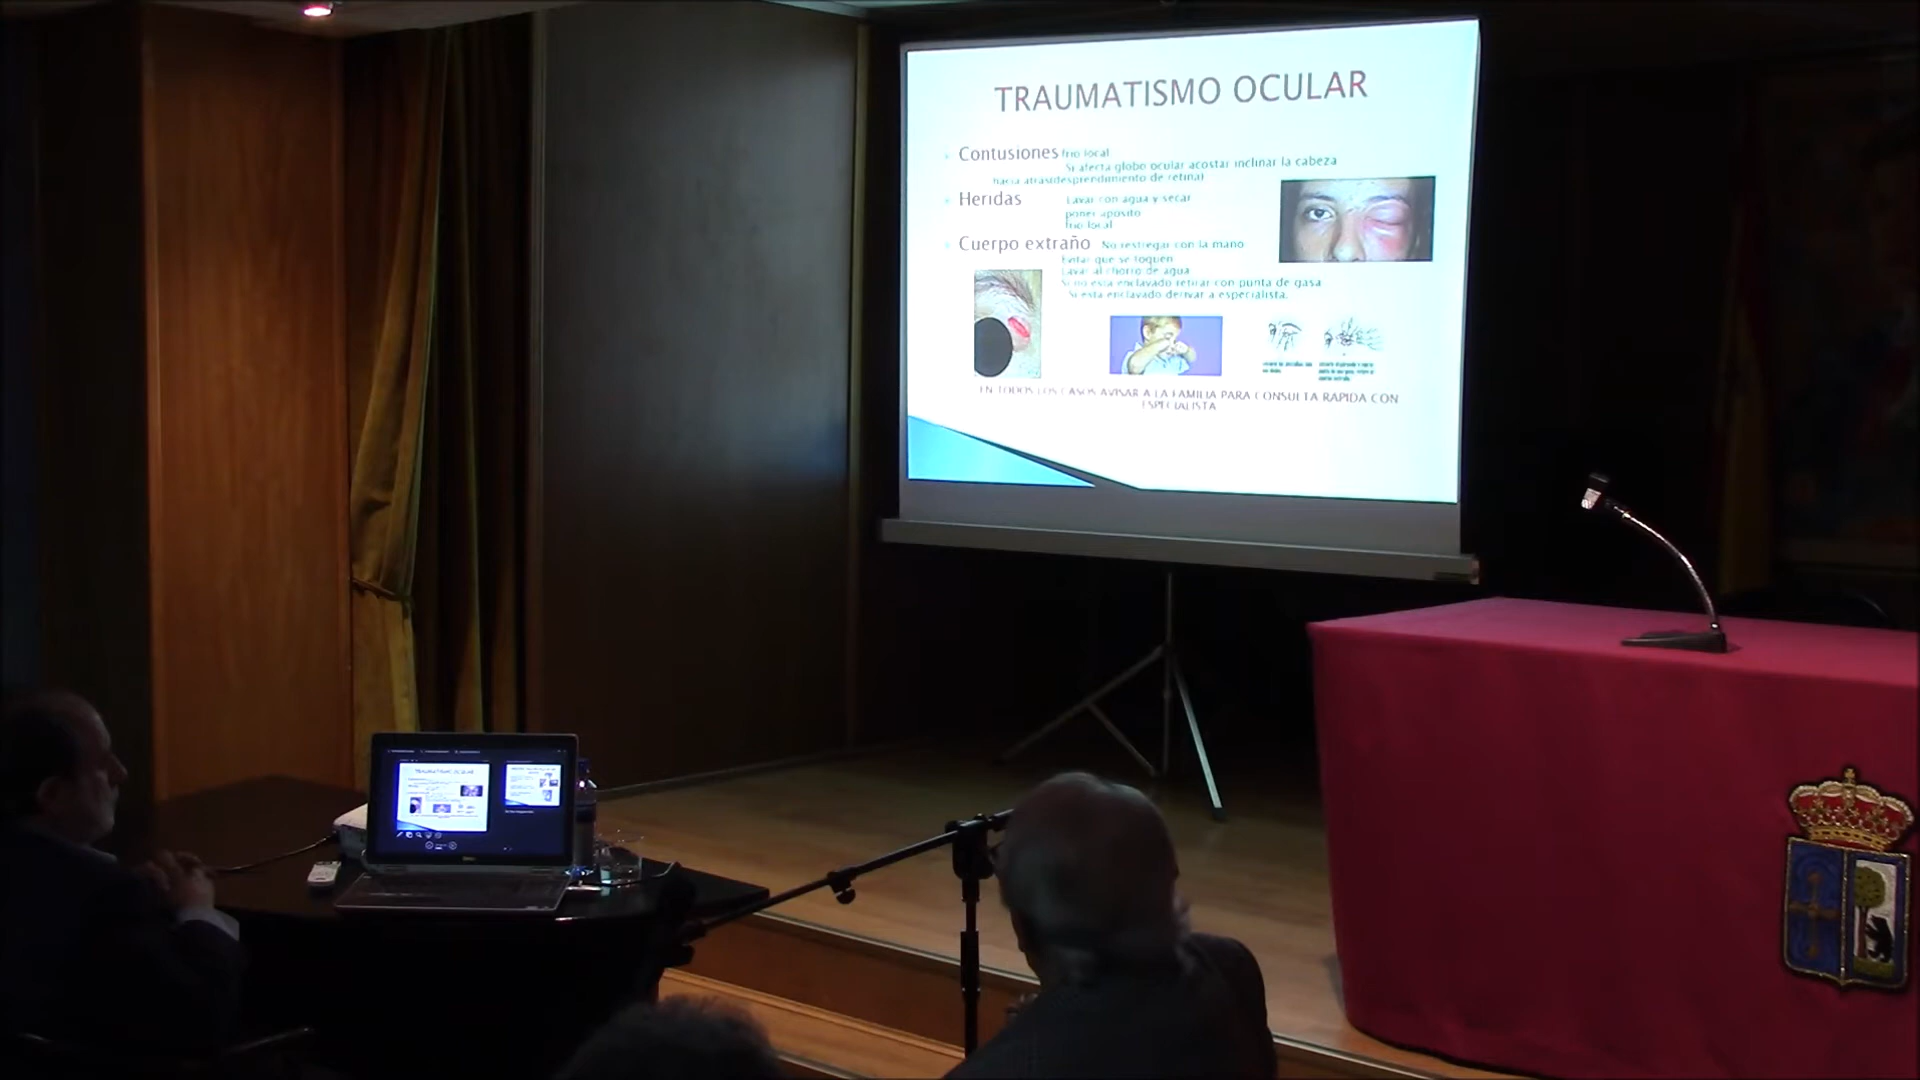 TRAUMATISMO OCULAR
Contusiones frio local
Si afecta globo ocular acostar inclinar la cabeza
hacia atras(desprendimiento de retina)
Heridas Lavar con agua y secar
poner aposito
frio local
Cuerpo extraño No restregar con la mano
Evitar que se toquen
Lavar al chorro de agua
Si no esta enclavado retirar con punta de gasa
Si esta enclavado derivar a especialista.
EN TODOS LOS CASOS AVISAR A LA FAMILIA PARA CONSULTA RAPIDA CON
ESPECIALISTA
TRAUMATISMO OCULAR